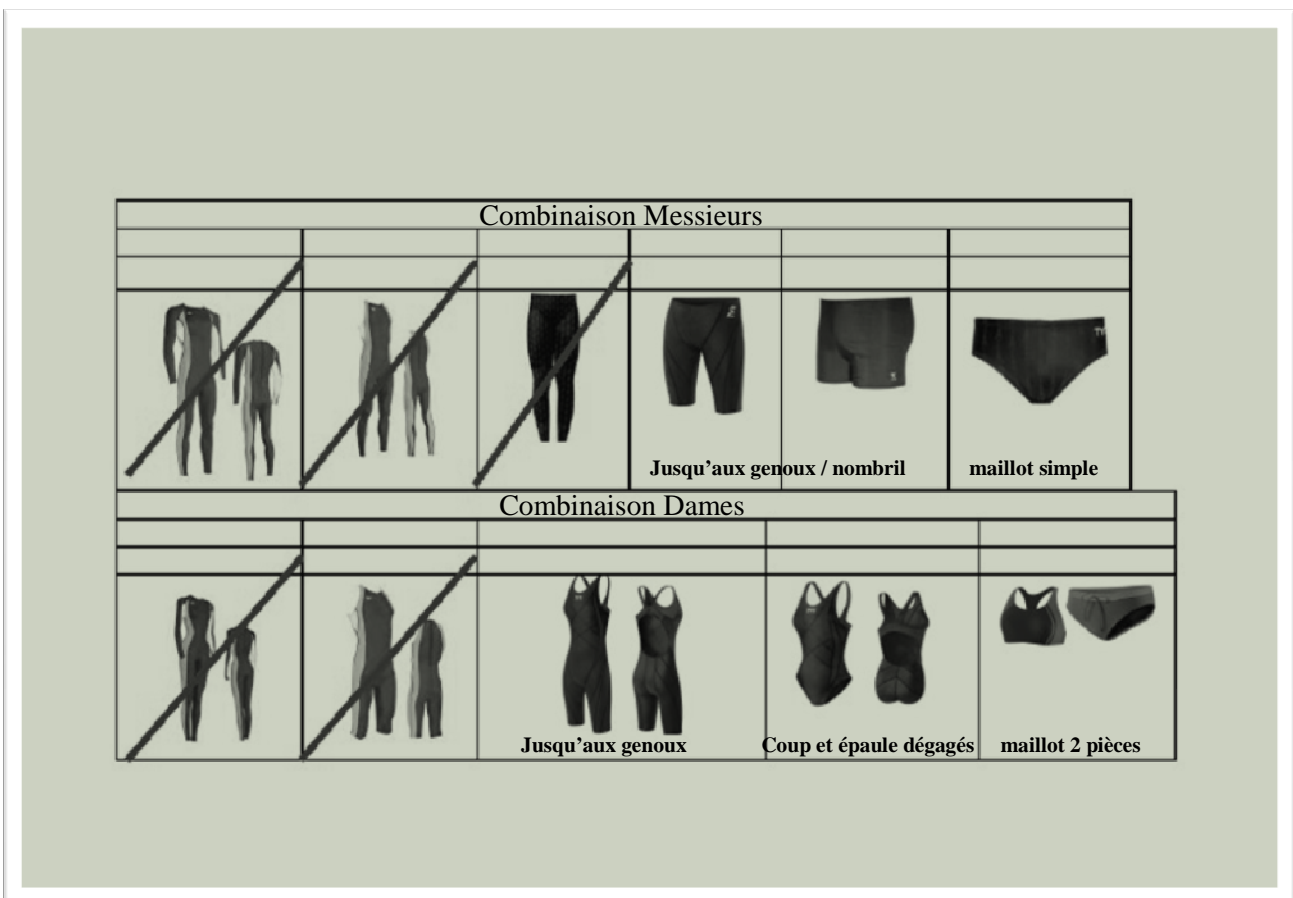 Combinaison Messieurs
Jusqu'aux genoux / nombril
maillot simple
Combinaison Dames
Jusqu'aux genoux
Coup et épaule dégagés
maillot 2 pièces